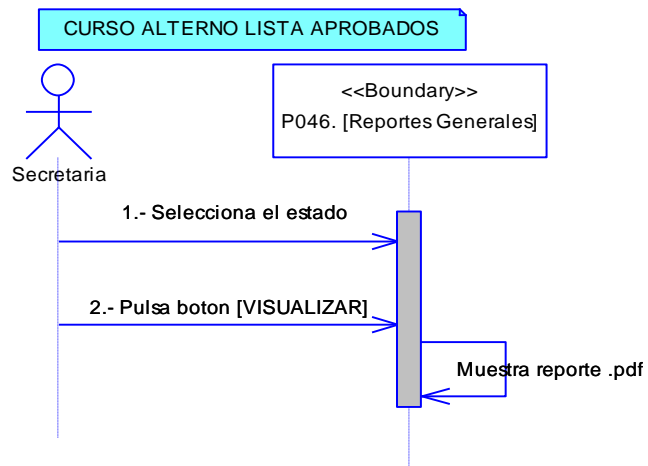 CURSO ALTERNO LISTA APROBADOS
<<Boundary>>
P046. [Reportes Generales]
Secretaria
1.- Selecciona el estado
2.- Pulsa boton [VISUALIZAR]
Muestra reporte .pdf